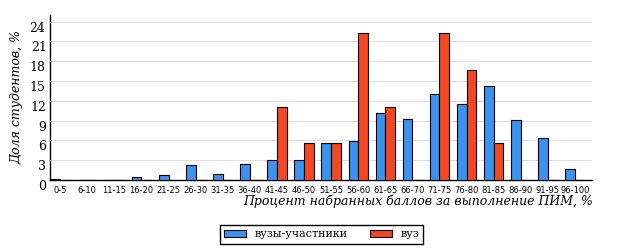 Доля студентов, %
24
21
18
15
12
9
6
3
0
0-5 6-10 11-15 16-20 21-25 26-30 31-35 36-40 41-45 46-50 51-55 56-60 61-65 66-70 71-75 76-80 81-85 86-90 91-95 96-100
Процент набранных баллов за выполнение ПИМ, %
вузы-участники вуз